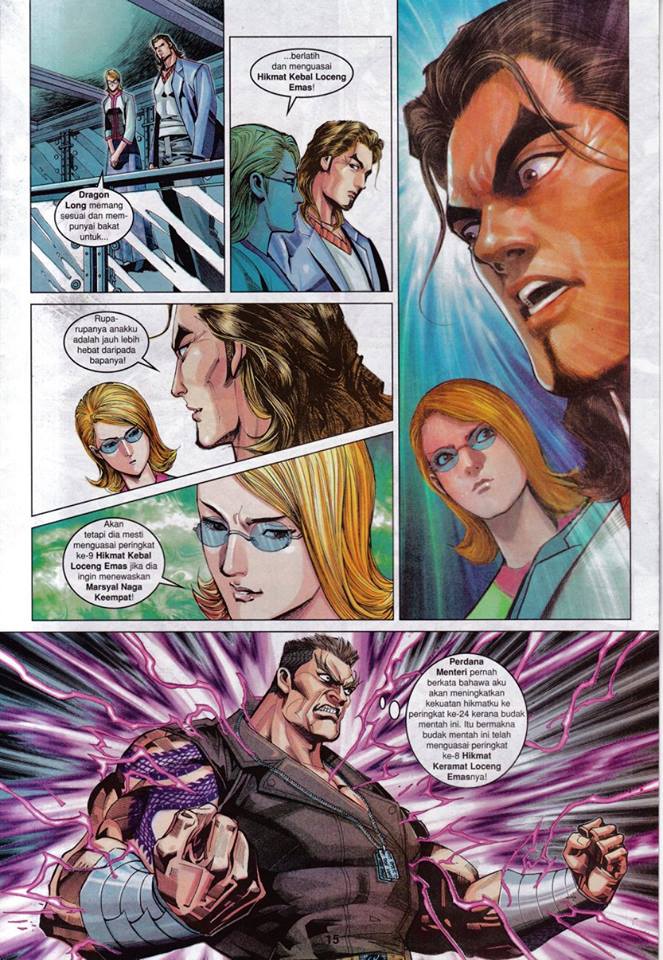 Dragon
Long memang
sesuai dan mem-
punyai bakat
untuk...
...berlatih
dan menguasai
Hikmat Kebal Loceng
Emas!
Rupa-
rupanya anakku
adalah jauh lebih
hebat daripada
bapanya!
Akan
tetapi dia mesti
menguasai peringkat
ke-9 Hikmat Kebal
Loceng Emas jika dia
ingin menewaskan
Marsyal Naga
Keempat!
Perdana
Menteri pernah
berkata bahawa aku
akan meningkatkan
kekuatan hikmatku ke
peringkat ke-24 kerana budak
mentah ini. Itu bermakna
budak mentah ini telah
menguasai peringkat
ke-8 Hikmat
Keramat Loceng
Emasnya!
15